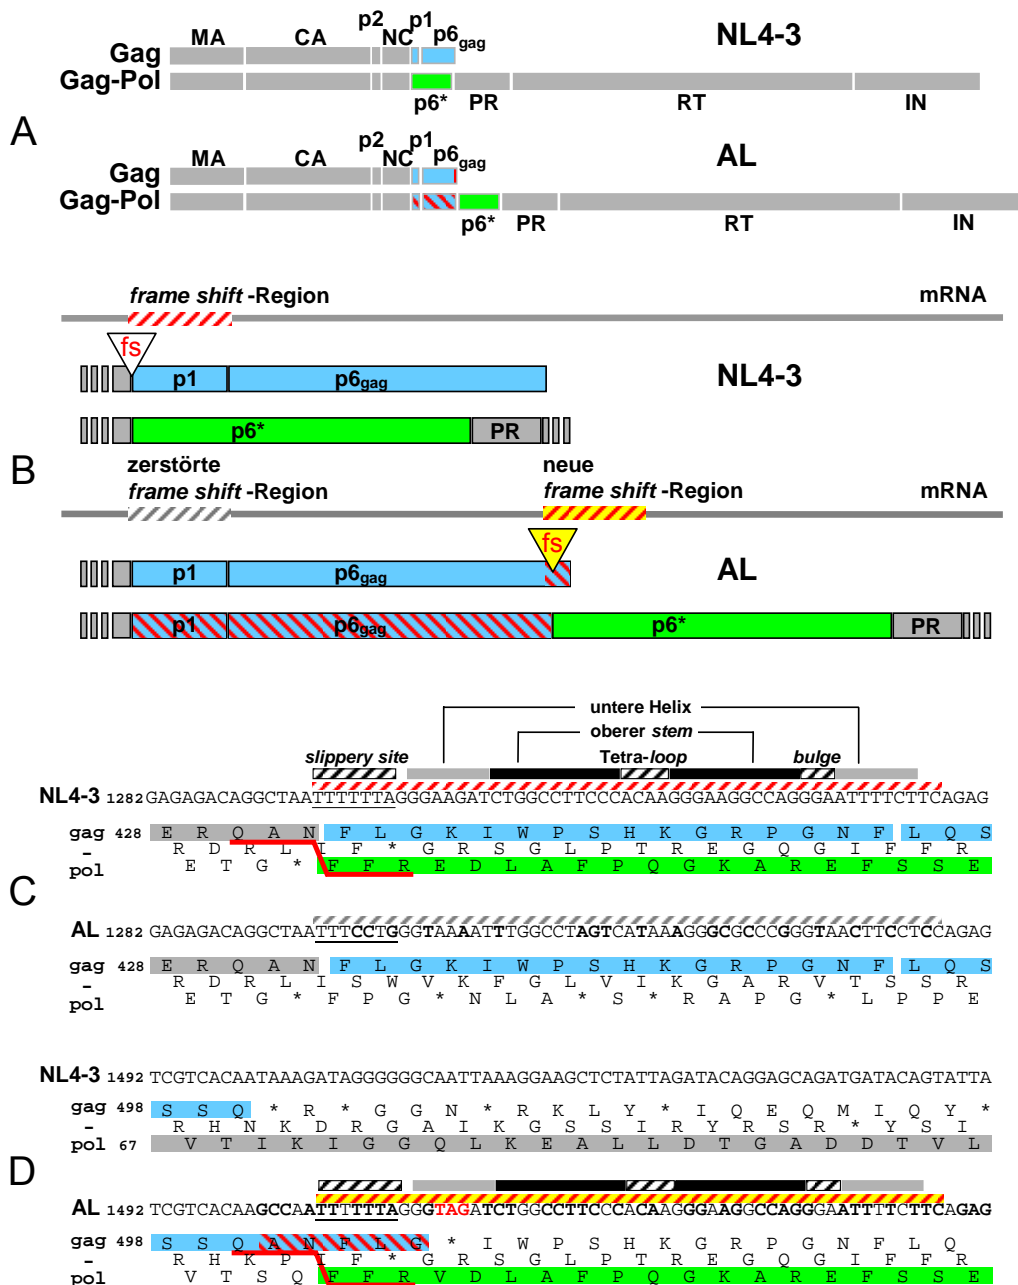 p2
MA CA NC p1 p6gag NL4-3
Gag
Gag-Pol
p6* PR RT IN
A
p2
MA CA NC p1 p6gag AL
Gag
Gag-Pol
p6* PR RT IN
frame shift -Region mRNA
fs
p1 p6gag NL4-3
p6* PR
B
zerstörte neue
frame shift -Region frame shift -Region mRNA
fs
p1 p6gag AL
p1 p6gag p6* PR
untere Helix
oberer stem
slippery site Tetra-loop bulge
NL4-3 1282 GAGAGACAGGCTAATTTTTTAGGGAAGATCTGGCCTTCCCACAAGGGAAGGCCAGGGAATTTTCTTCAGAG
gag 428 E R Q A N F L G K I W P S H K G R P G N F L Q S
- R D R L I F * G R S G L P T R E G Q G I F F R
pol E T G * F F R E D L A F P Q G K A R E F S S E
C
AL 1282 GAGAGACAGGCTAATTTCCTGGGTAAAATTTGGCCTAGTCATAAAGGGCGCCCGGGTAACTTCCTCCAGAG
gag 428 E R Q A N F L G K I W P S H K G R P G N F L Q S
- R D R L I S W V K F G L V I K G A R V T S S R
pol E T G * F P G * N L A * S * R A P G * L P P E
NL4-3 1492 TCGTCACAATAAAGATAGGGGGGCAATTAAAGGAAGCTCTATTAGATACAGGAGCAGATGATACAGTATTA
gag 498 S S Q * R * G G N * R K L Y * I Q E Q M I Q Y *
- R H N K D R G A I K G S S I R Y R S R * Y S I
pol 67 V T I K I G G Q L K E A L L D T G A D D T V L
D
AL 1492 TCGTCACAAGCCAATTTTTTAGGGTAGATCTGGCCTTCCCACAAGGGAAGGCCAGGGAATTTTCTTCAGAG
gag 498 S S Q A N F L G * I W P S H K G R P G N F L Q
- R H K P I F * G R S G L P T R E G Q G I F F R
pol V T S Q F F R V D L A F P Q G K A R E F S S E